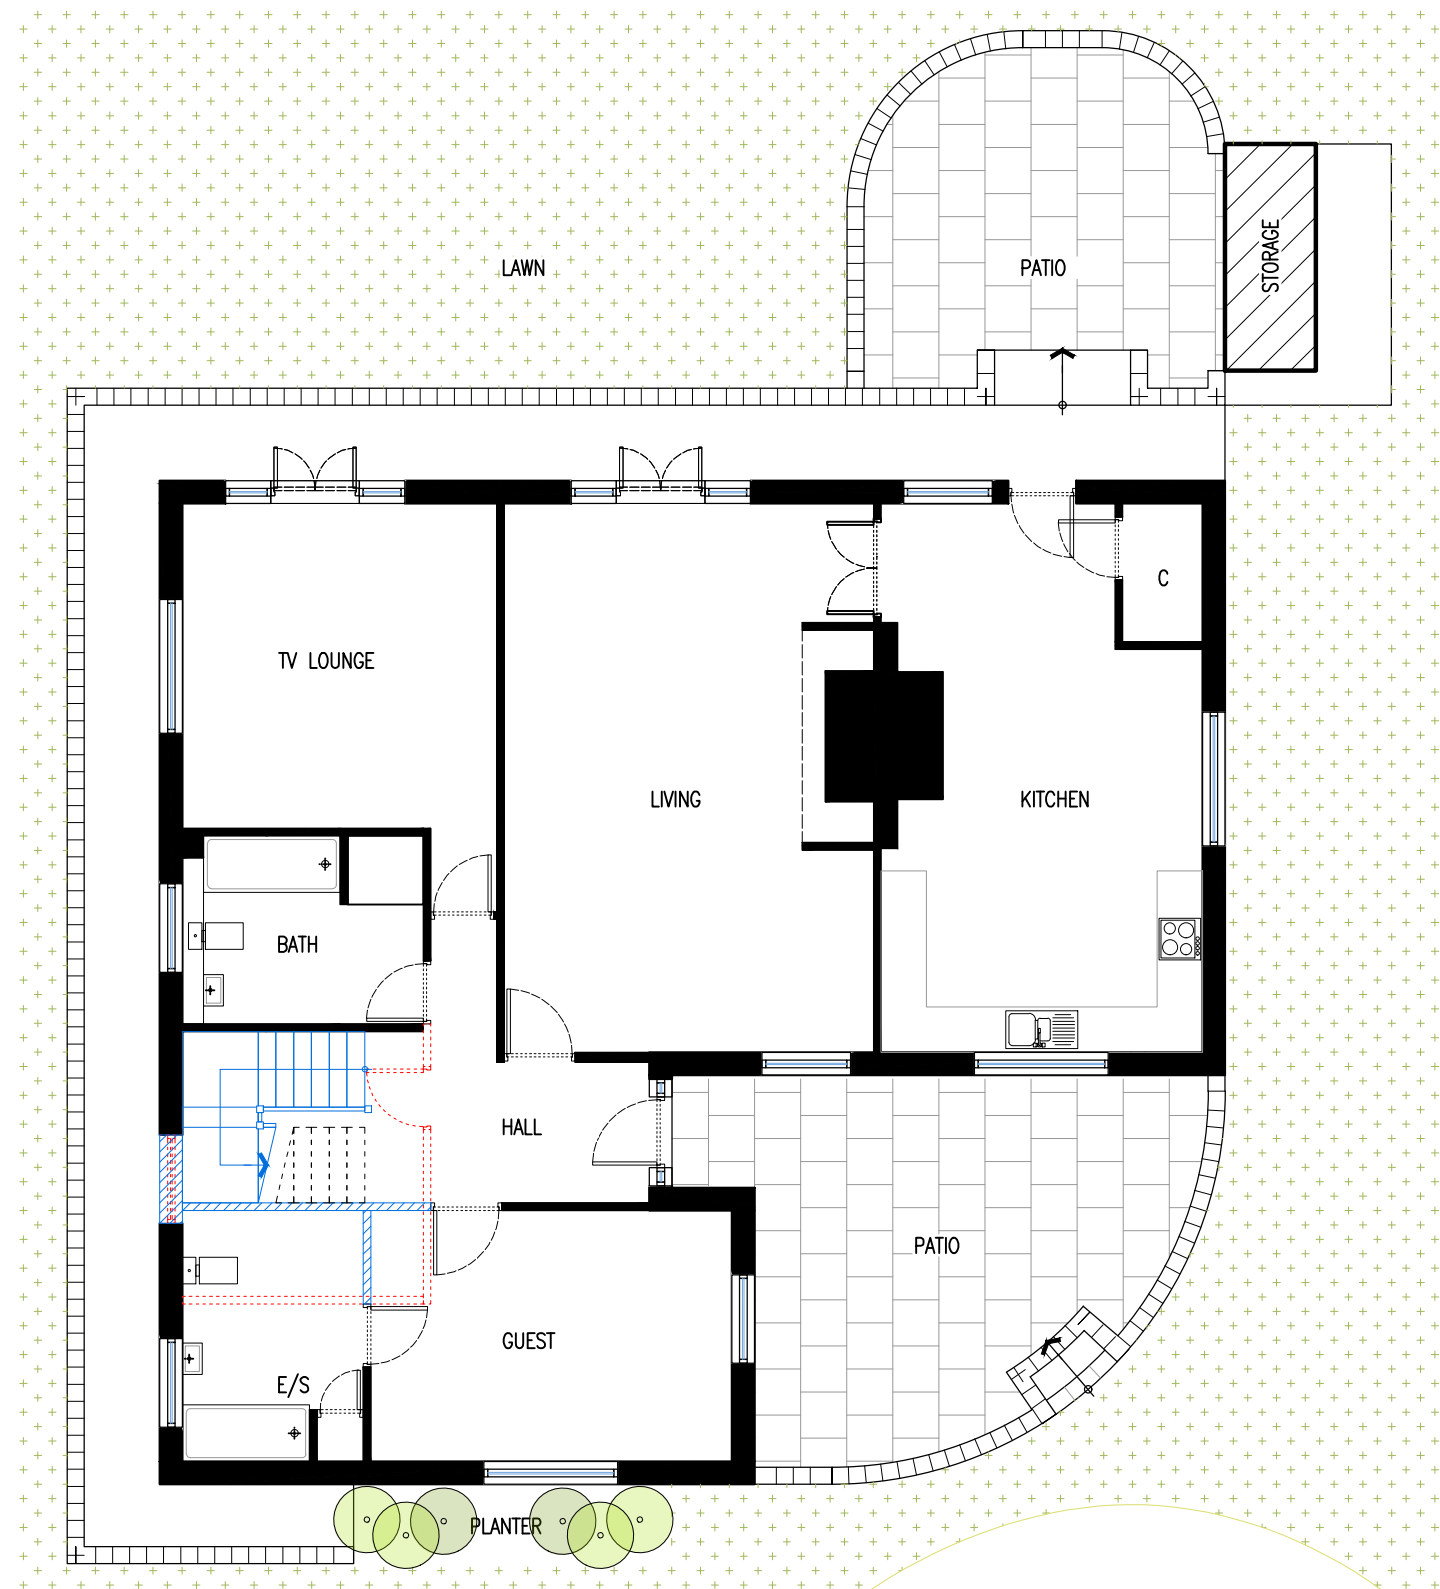 LAWN
PATIO
STORAGE
C
TV LOUNGE
LIVING
KITCHEN
BATH
HALL
PATIO
GUEST
E/S
PLANTER